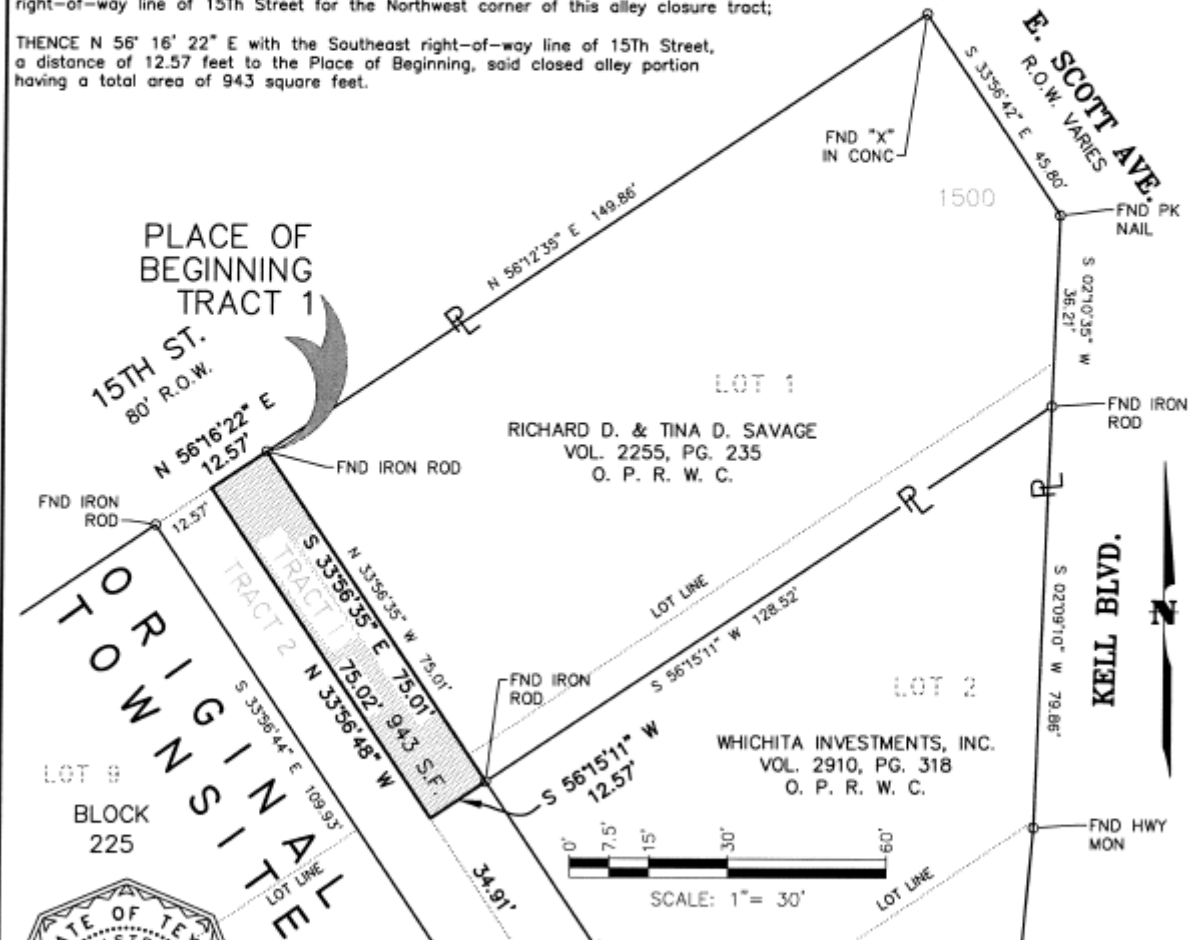 right-of-way line of 15Th Street for the Northwest corner of this alley closure tract;
THENCE N 56° 16' 22" E with the Southeast right-of-way line of 15Th Street,
a distance of 12.57 feet to the Place of Beginning, said closed alley portion
having a total area of 943 square feet.
E. SCOTT AVE.
R.O.W. VARIES
S 33°56'42" E 45.80'
FND "X"
IN CONC
1500
FND PK
NAIL
N 56°12'35" E 149.86'
PLACE OF
BEGINNING
TRACT 1
S 02°10'35" W
36.21'
15TH ST.
80' R.O.W.
PL
LOT 1
N 56°16'22" E
12.57'
RICHARD D. & TINA D. SAVAGE
VOL. 2255, PG. 235
O. P. R. W. C.
FND IRON
ROD
FND IRON ROD
FND IRON
ROD
12.57'
PL
PL
TRACT 1
TRACT 2
S 33°56'35" E 75.01'
N 33°56'35" W 75.01'
75.02' 943 S.F.
N 33°56'48" W
LOT LINE
S 56°15'11" W 128.52'
KELL BLVD.
N
S 02°09'10" W 79.86'
FND IRON
ROD
LOT 2
ORIGINAL
TOWNSITE
S 33°56'44" E 109.93'
S 56°15'11" W
12.57'
WHICHITA INVESTMENTS, INC.
VOL. 2910, PG. 318
O. P. R. W. C.
LOT 9
BLOCK
225
FND HWY
MON
0' 7.5' 15' 30' 60'
SCALE: 1"= 30'
LOT LINE
34.91'
LOT LINE
ATE OF TEX